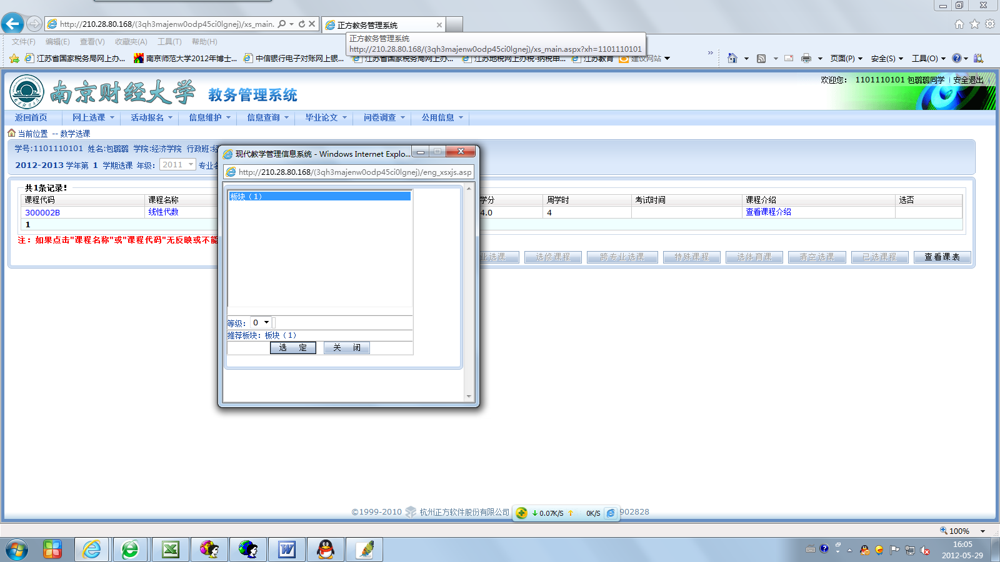 http://210.28.80.168/(3qh3majenw0odp45ci0lgnej)/xs_main.
正方教务管理系统
文件(F) 编辑(E) 查看(V) 收藏夹(A) 工具(T) 帮助(H)
正方教务管理系统
http://210.28.80.168/(3qh3majenw0odp45ci0lgnej)/xs_main.aspx?xh=1101110101
江苏省国家税务局网上办... 南京师范大学2012年博士... 中信银行电子对账网上银... 江苏省国家税务局网上办... 江苏地税网上办税-纳税申... 江苏教育 建议网站
页面(P) 安全(S) 工具(O)
南京财经大学 教务管理系统
欢迎您: 1101110101 包璐璐同学 安全退出
返回首页 网上选课 活动报名 信息维护 信息查询 毕业论文 问卷调查 公用信息
当前位置 -- 数学选课
学号:1101110101 姓名:包璐璐 学院:经济学院 行政班:
2012-2013 学年第 1 学期选课 年级: 2011 专业
共1条记录!
课程代码 课程名称 学分 周学时 考试时间 课程介绍 选否
300002B 线性代数 4.0 4 查看课程介绍
1
注:如果点击"课程名称"或"课程代码"无反映或不能
选课 选修课程 跨专业选课 特殊课程 选体育课 清空选课 已选课程 查看课表
现代教学管理信息系统 - Windows Internet Explo...
http://210.28.80.168/(3qh3majenw0odp45ci0lgnej)/eng_xsxjs.asp
板块(1)
等级: 0
推荐板块:板块(1)
选 定 关 闭
©1999-2010 杭州正方软件股份有限公司 902828
0.07K/S 0K/S
100%
16:05
2012-05-29